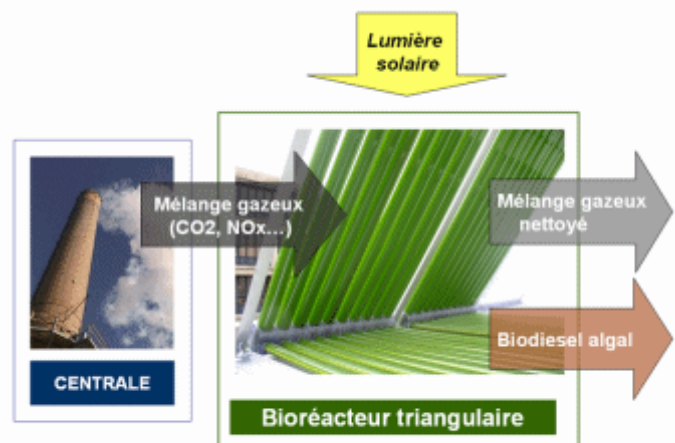 Lumière
solaire
Mélange gazeux
(CO2, NOx...)
Mélange gazeux
nettoyé
Biodiesel algal
CENTRALE
Bioréacteur triangulaire